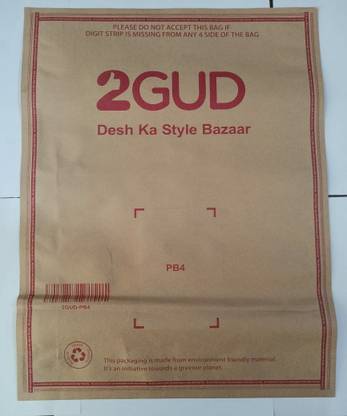 PLEASE DO NOT ACCEPT THIS BAG IF
DIGIT STRIP IS MISSING FROM ANY 4 SIDE OF THE BAG
2GUD
Desh Ka Style Bazaar
PB4
2GUD-PB4
This packaging is made from environment friendly material.
It's an initiative towards a greener planet.